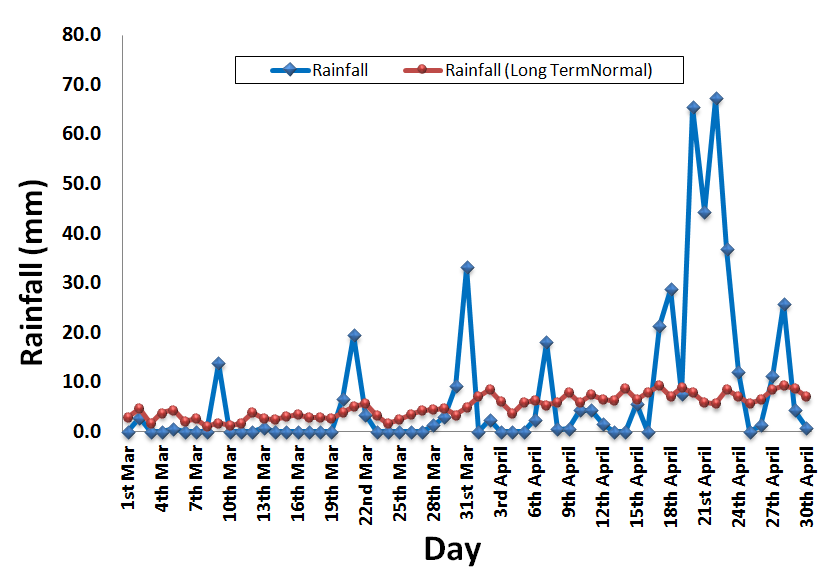 80.0
70.0
60.0
50.0
40.0
30.0
20.0
10.0
0.0
Rainfall (mm)
Rainfall
Rainfall (Long TermNormal)
1st Mar
4th Mar
7th Mar
10th Mar
13th Mar
16th Mar
19th Mar
22nd Mar
25th Mar
28th Mar
31st Mar
3rd April
6th April
9th April
12th April
15th April
18th April
21st April
24th April
27th April
30th April
Day